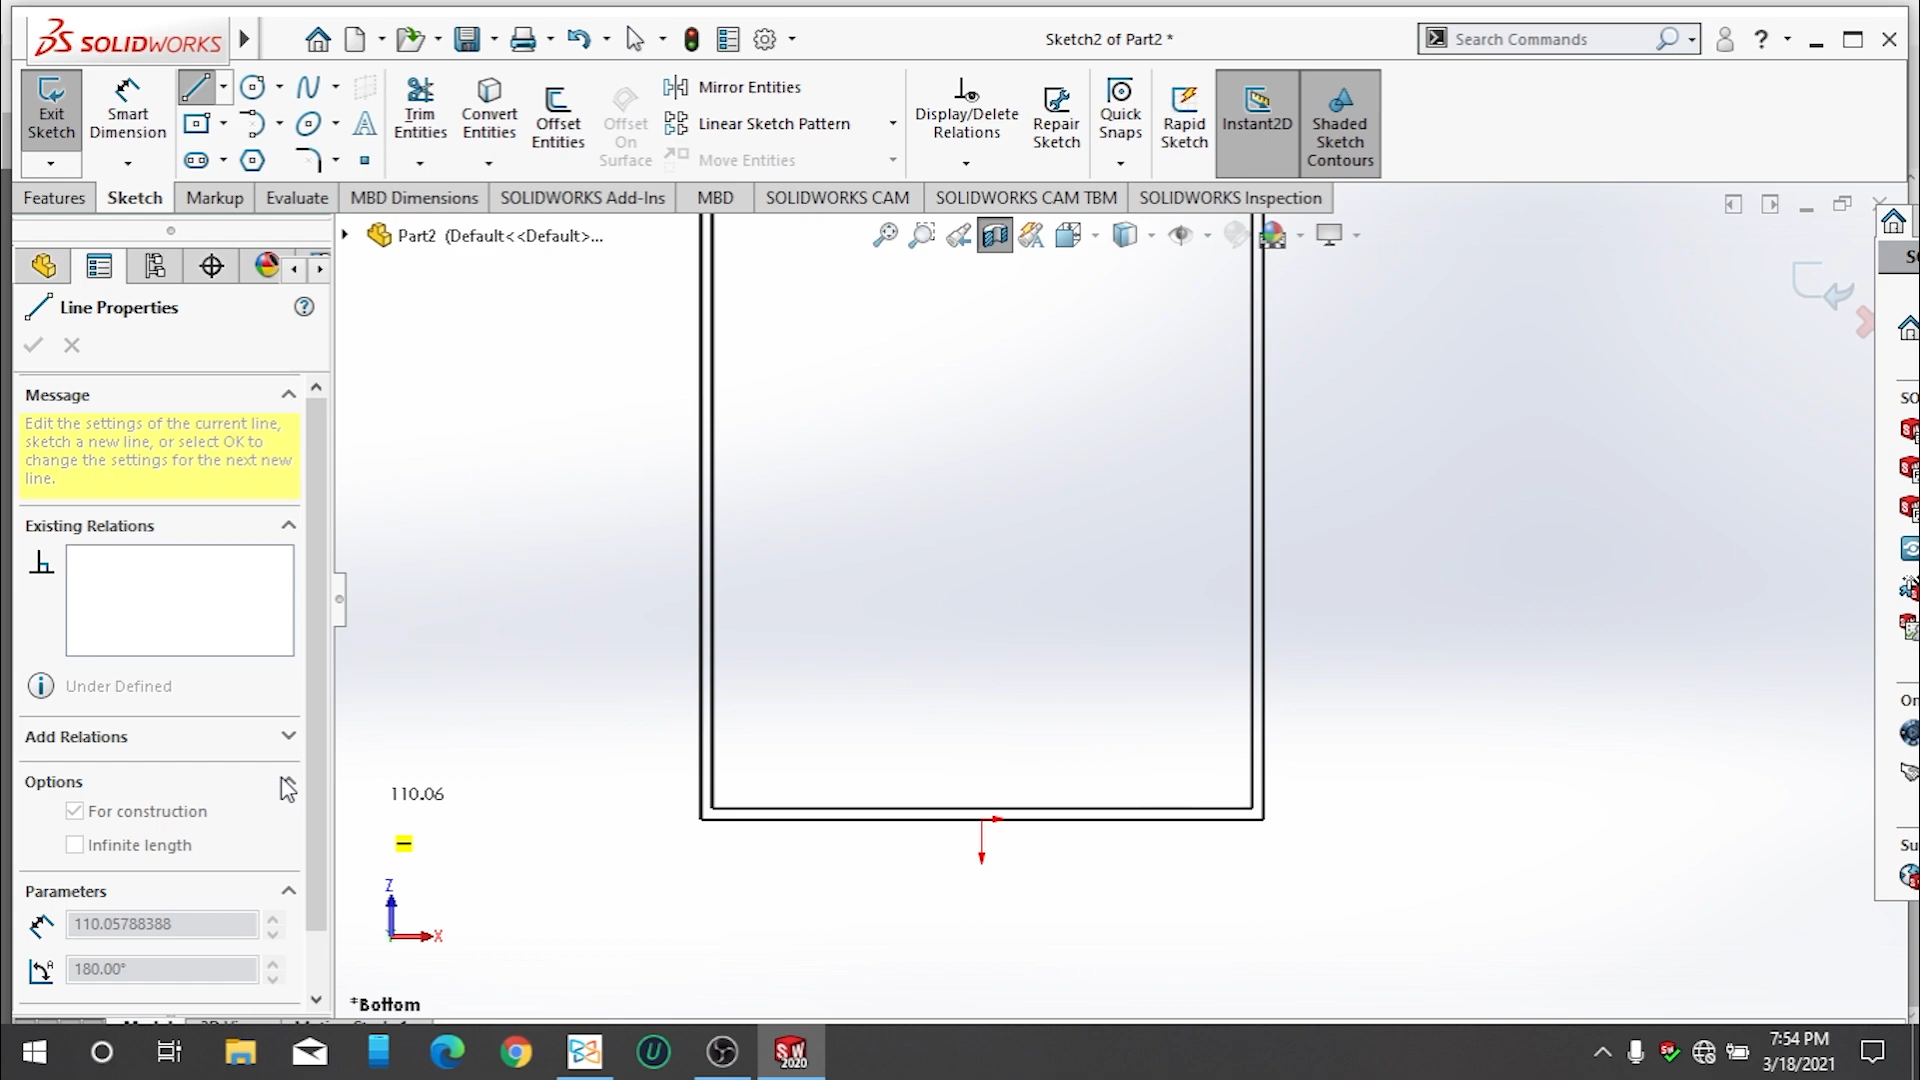 SOLIDWORKS
Sketch2 of Part2 *
Search Commands
Exit Sketch
Smart Dimension
Trim Entities
Convert Entities
Offset Entities
Offset On Surface
Mirror Entities
Linear Sketch Pattern
Move Entities
Display/Delete Relations
Repair Sketch
Quick Snaps
Rapid Sketch
Instant2D
Shaded Sketch Contours
Features
Sketch
Markup
Evaluate
MBD Dimensions
SOLIDWORKS Add-Ins
MBD
SOLIDWORKS CAM
SOLIDWORKS CAM TBM
SOLIDWORKS Inspection
Part2 (Default<<Default>...
Line Properties
Message
Edit the settings of the current line,
sketch a new line, or select OK to
change the settings for the next new
line.
Existing Relations
Under Defined
Add Relations
Options
For construction
Infinite length
Parameters
110.05788388
180.00°
110.06
Z
X
*Bottom
SW
2020
7:54 PM
3/18/2021